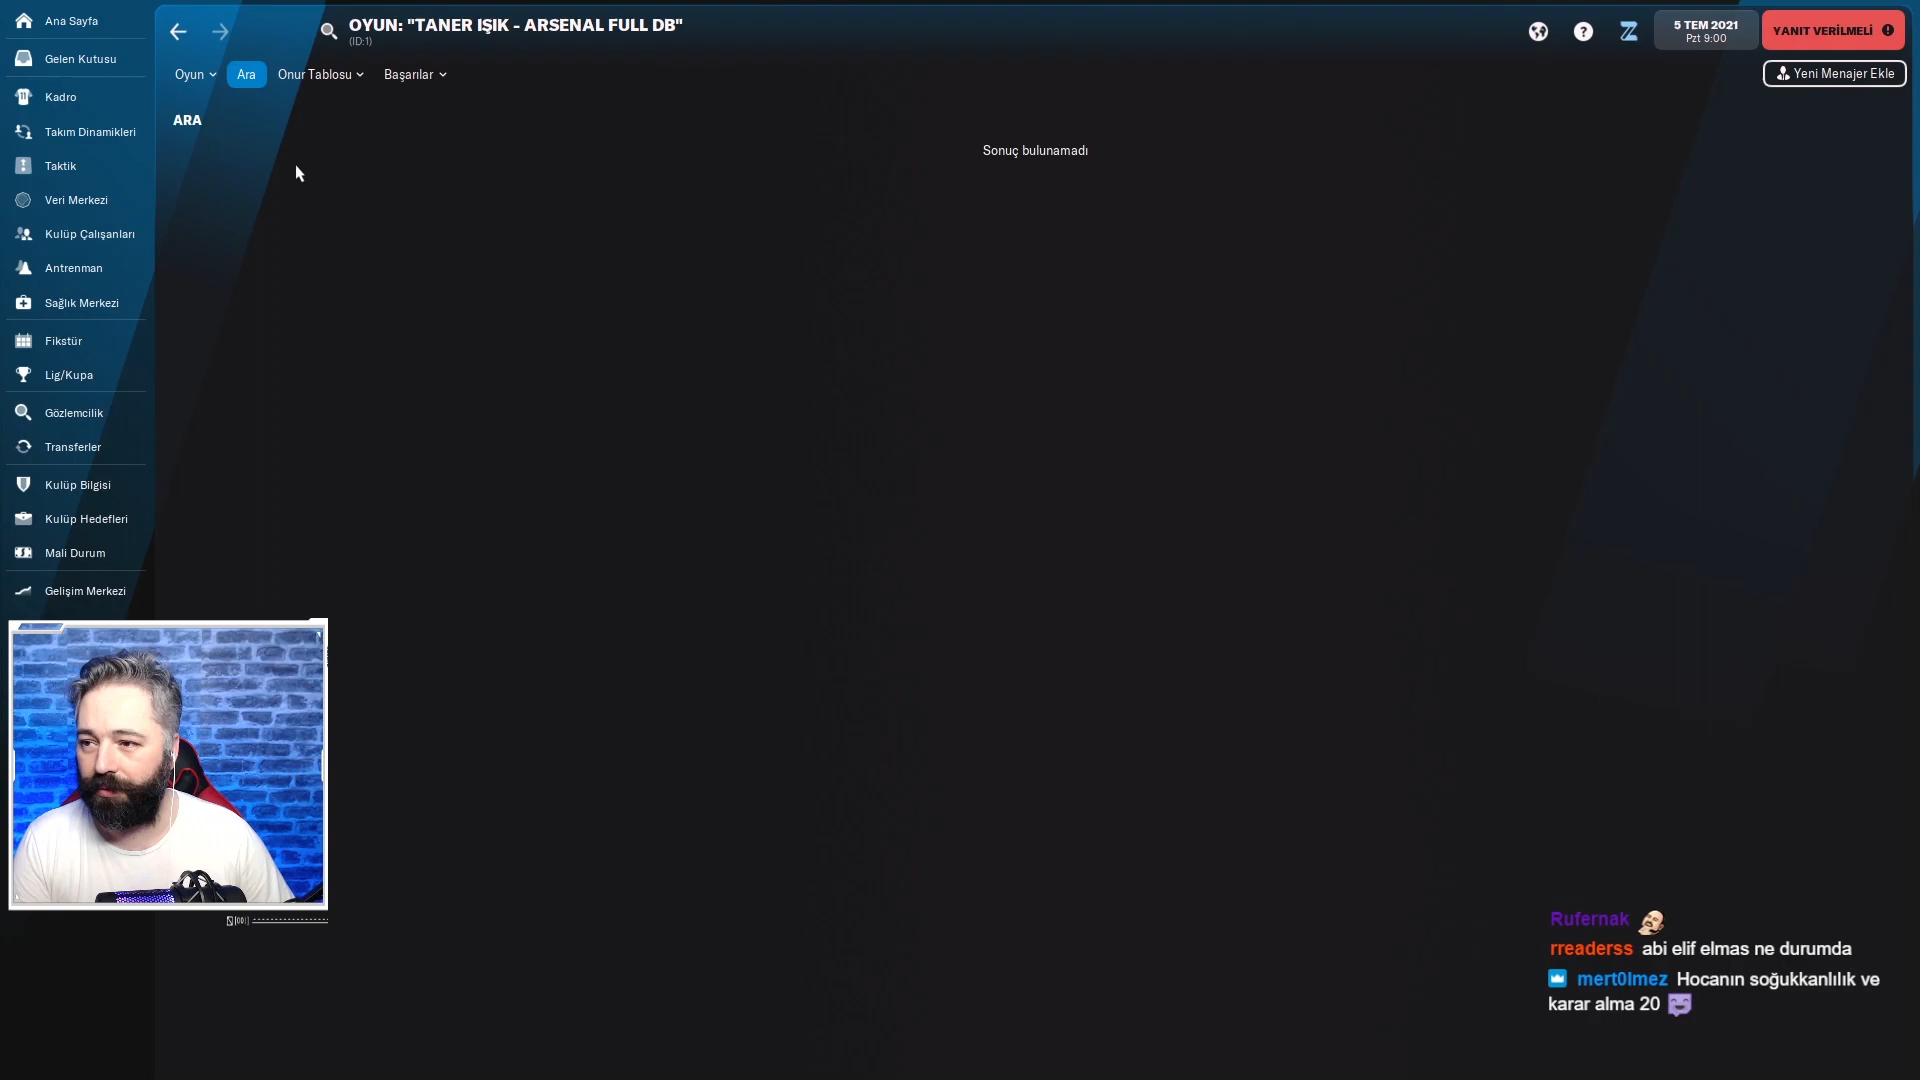 Ana Sayfa
Gelen Kutusu
Kadro
Takım Dinamikleri
Taktik
Veri Merkezi
Kulüp Çalışanları
Antrenman
Sağlık Merkezi
Fikstür
Lig/Kupa
Gözlemcilik
Transferler
Kulüp Bilgisi
Kulüp Hedefleri
Mali Durum
Gelişim Merkezi
OYUN: "TANER IŞIK - ARSENAL FULL DB"
(ID:1)
5 TEM 2021
Pzt 9:00
YANIT VERİLMELİ
Oyun
Ara
Onur Tablosu
Başarılar
Yeni Menajer Ekle
ARA
Sonuç bulunamadı
Rufernak
rreaderss abi elif elmas ne durumda
mert0lmez Hocanın soğukkanlılık ve
karar alma 20